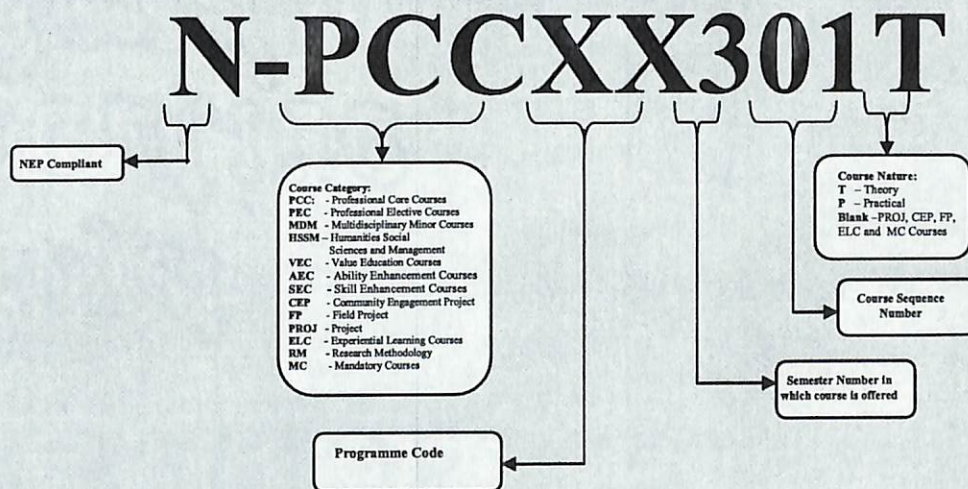 N-PCCXX301T
NEP Compliant
Course Category:
PCC: - Professional Core Courses
PEC - Professional Elective Courses
MDM - Multidisciplinary Minor Courses
HSSM – Humanities Social
Sciences and Management
VEC - Value Education Courses
AEC - Ability Enhancement Courses
SEC - Skill Enhancement Courses
CEP - Community Engagement Project
FP - Field Project
PROJ - Project
ELC - Experiential Learning Courses
RM - Research Methodology
MC - Mandatory Courses
Course Nature:
T – Theory
P – Practical
Blank –PROJ, CEP, FP,
ELC and MC Courses
Course Sequence
Number
Semester Number in
which course is offered
Programme Code